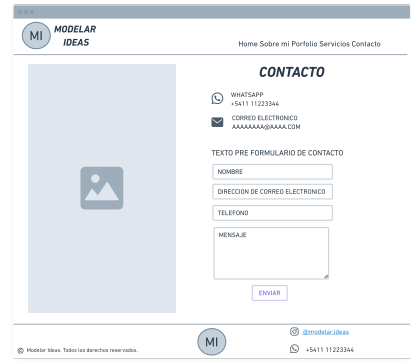 MI
MODELAR
IDEAS
Home Sobre mi Porfolio Servicios Contacto
CONTACTO
WHATSAPP
+5411 11223344
CORREO ELECTRONICO
AAAAAAAA@AAAA.COM
TEXTO PRE FORMULARIO DE CONTACTO
NOMBRE
DIRECCION DE CORREO ELECTRONICO
TELEFONO
MENSAJE
ENVIAR
© Modelar Ideas. Todos los derechos reservados.
MI
@modelar.ideas
+5411 11223344